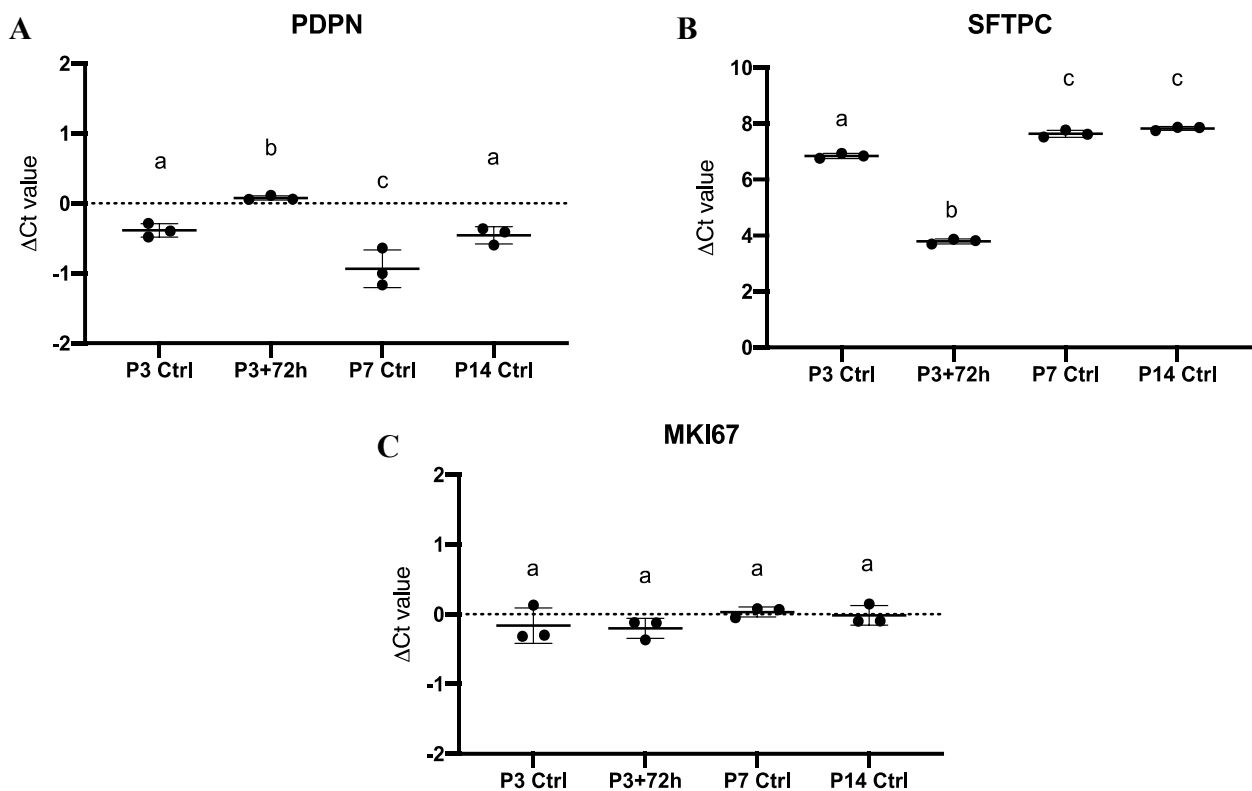 A
PDPN
2
1
0
-1
-2
ΔCt value
a
b
c
a
P3 Ctrl
P3+72h
P7 Ctrl
P14 Ctrl
B
SFTPC
10
8
6
4
2
0
ΔCt value
a
b
c
c
P3 Ctrl
P3+72h
P7 Ctrl
P14 Ctrl
C
MKI67
2
1
0
-1
-2
ΔCt value
a
a
a
a
P3 Ctrl
P3+72h
P7 Ctrl
P14 Ctrl